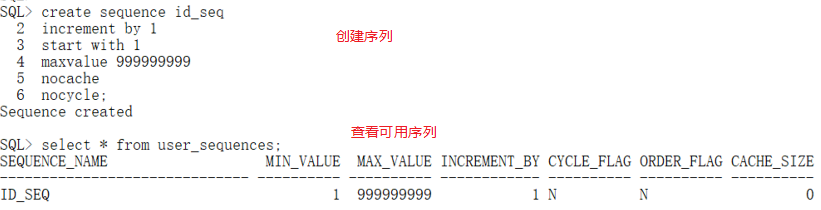 SQL> create sequence id_seq
  2  increment by 1
创建序列
  3  start with 1
  4  maxvalue 999999999
  5  nocache
  6  nocycle;
Sequence created
查看可用序列
SQL> select * from user_sequences;
SEQUENCE_NAME                   MIN_VALUE  MAX_VALUE INCREMENT_BY CYCLE_FLAG ORDER_FLAG CACHE_SIZE
------------------------------ ---------- ---------- ------------ ---------- ---------- ----------
ID_SEQ                                  1  999999999            1 N          N                   0